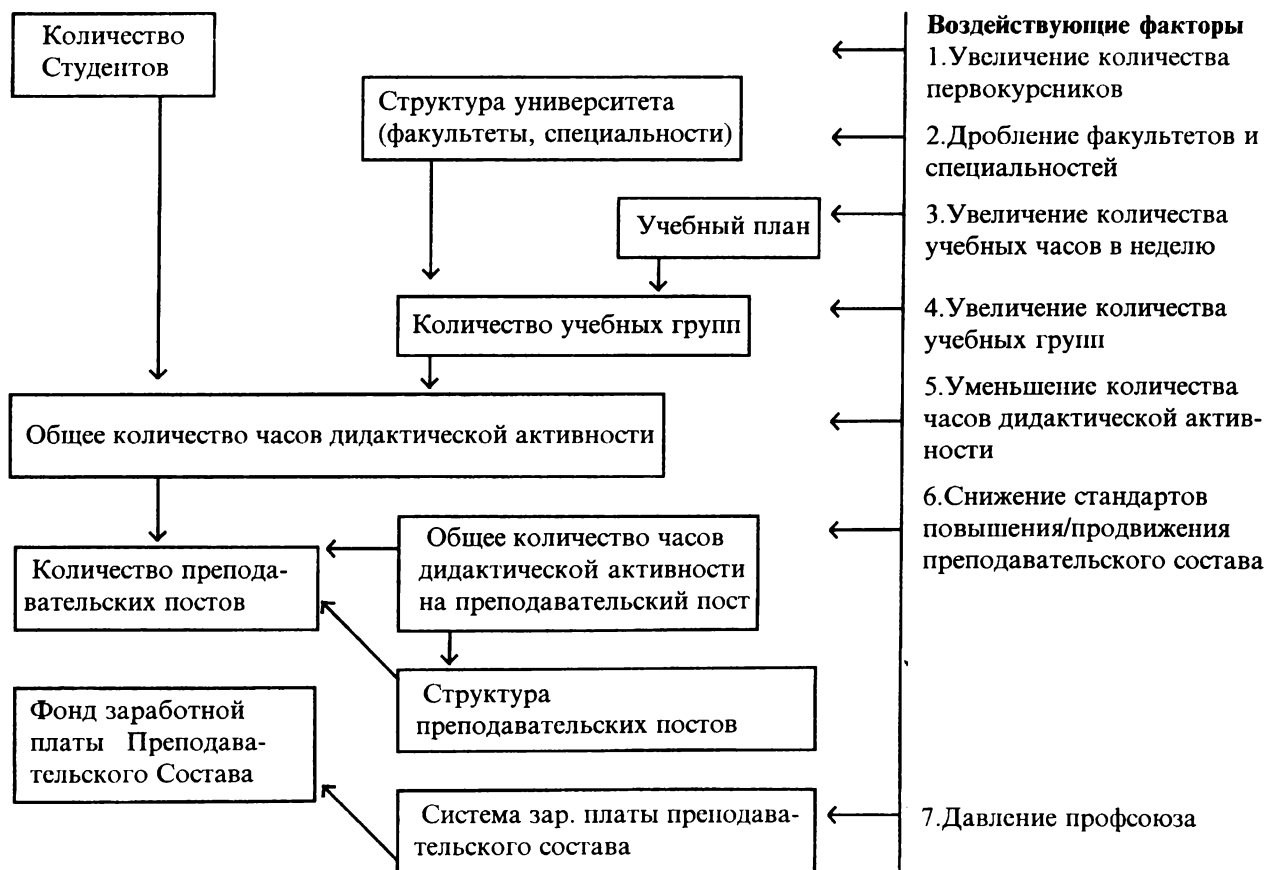 Количество
Студентов
Структура университета
(факультеты, специальности)
Учебный план
Количество учебных групп
Общее количество часов дидактической активности
Количество препода-
вательских постов
Общее количество часов
дидактической активности
на преподавательский пост
Структура
преподавательских постов
Фонд заработной
платы Преподава-
тельского Состава
Система зар. платы преподава-
тельского состава
Воздействующие факторы
1.Увеличение количества
первокурсников
2.Дробление факультетов и
специальностей
3.Увеличение количества
учебных часов в неделю
4.Увеличение количества
учебных групп
5.Уменьшение количества
часов дидактической актив-
ности
6.Снижение стандартов
повышения/продвижения
преподавательского состава
7.Давление профсоюза